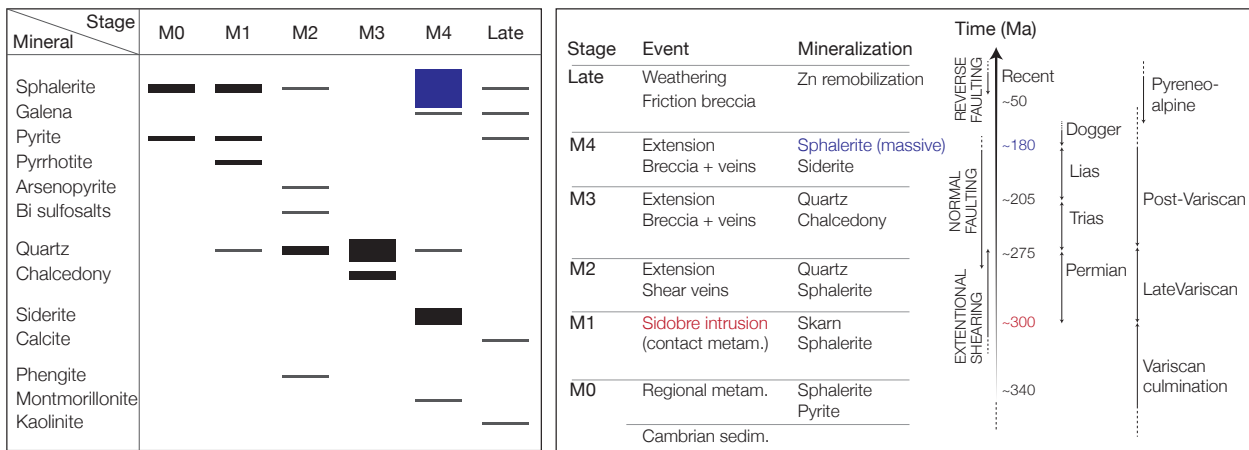 Stage
Mineral
M0 M1 M2 M3 M4 Late
Sphalerite
Galena
Pyrite
Pyrrhotite
Arsenopyrite
Bi sulfosalts
Quartz
Chalcedony
Siderite
Calcite
Phengite
Montmorillonite
Kaolinite
Time (Ma)
Stage Event Mineralization
Late Weathering Zn remobilization
Friction breccia
M4 Extension Sphalerite (massive)
Breccia + veins Siderite
M3 Extension Quartz
Breccia + veins Chalcedony
M2 Extension Quartz
Shear veins Sphalerite
M1 Sidobre intrusion Skarn
(contact metam.) Sphalerite
M0 Regional metam. Sphalerite
Pyrite
Cambrian sedim.
REVERSE
FAULTING
NORMAL
FAULTING
EXTENTIONAL
SHEARING
Recent
~50
~180
~205
~275
~300
~340
Dogger
Lias
Trias
Permian
Pyreneo-
alpine
Post-Variscan
LateVariscan
Variscan
culmination